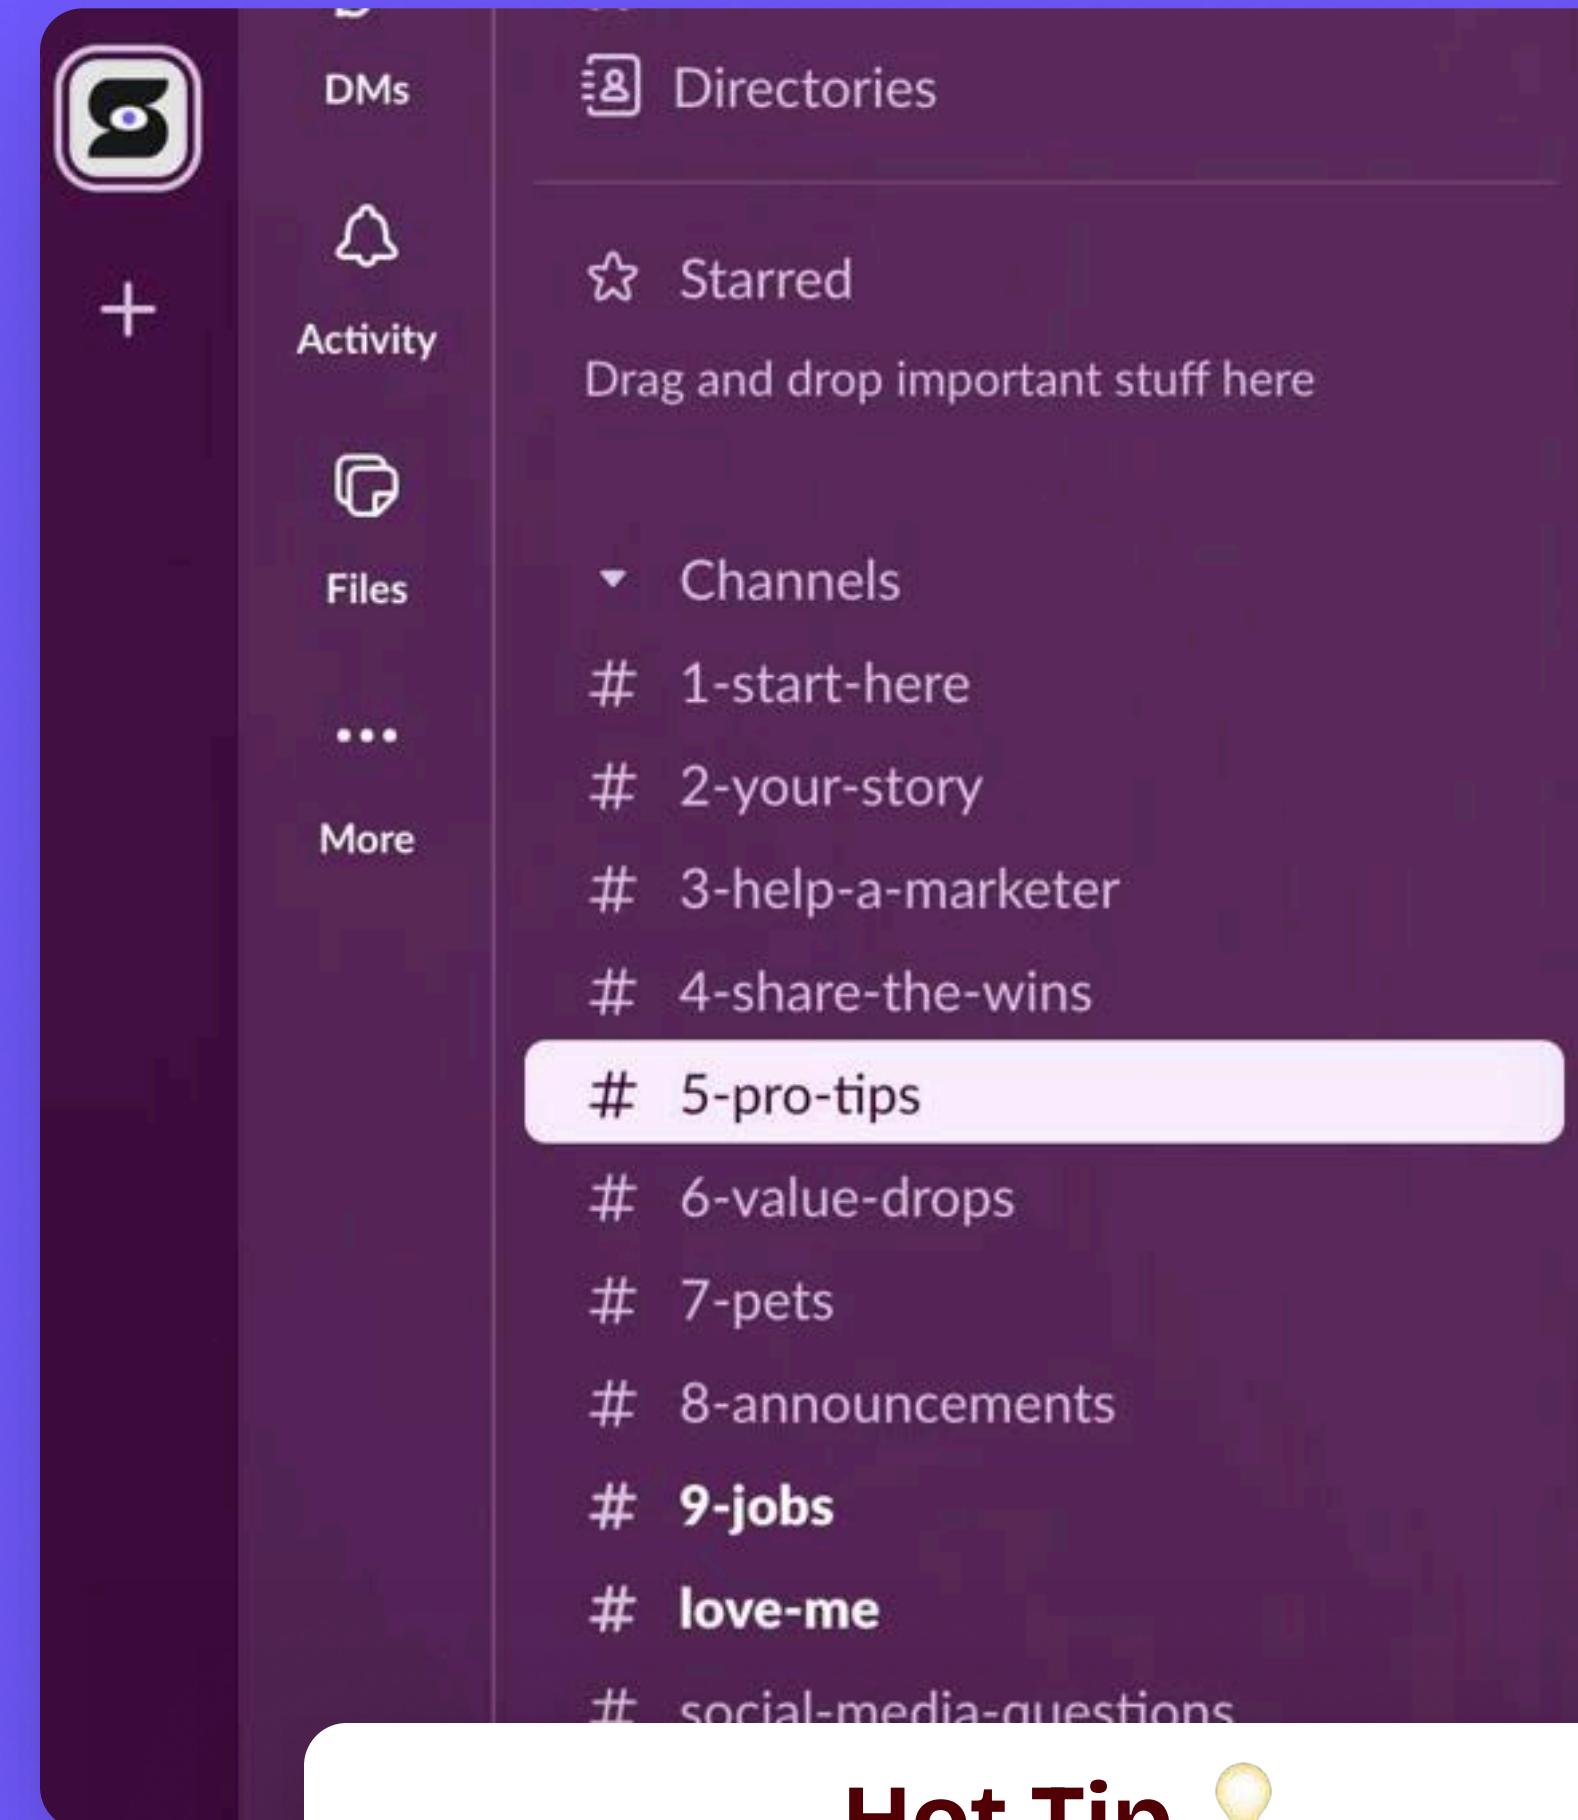 DMs
Activity
Files
More
Directories
Starred
Drag and drop important stuff here
Channels
# 1-start-here
# 2-your-story
# 3-help-a-marketer
# 4-share-the-wins
# 5-pro-tips
# 6-value-drops
# 7-pets
# 8-announcements
# 9-jobs
# love-me
# social-media-questions
Hot Tip 💡